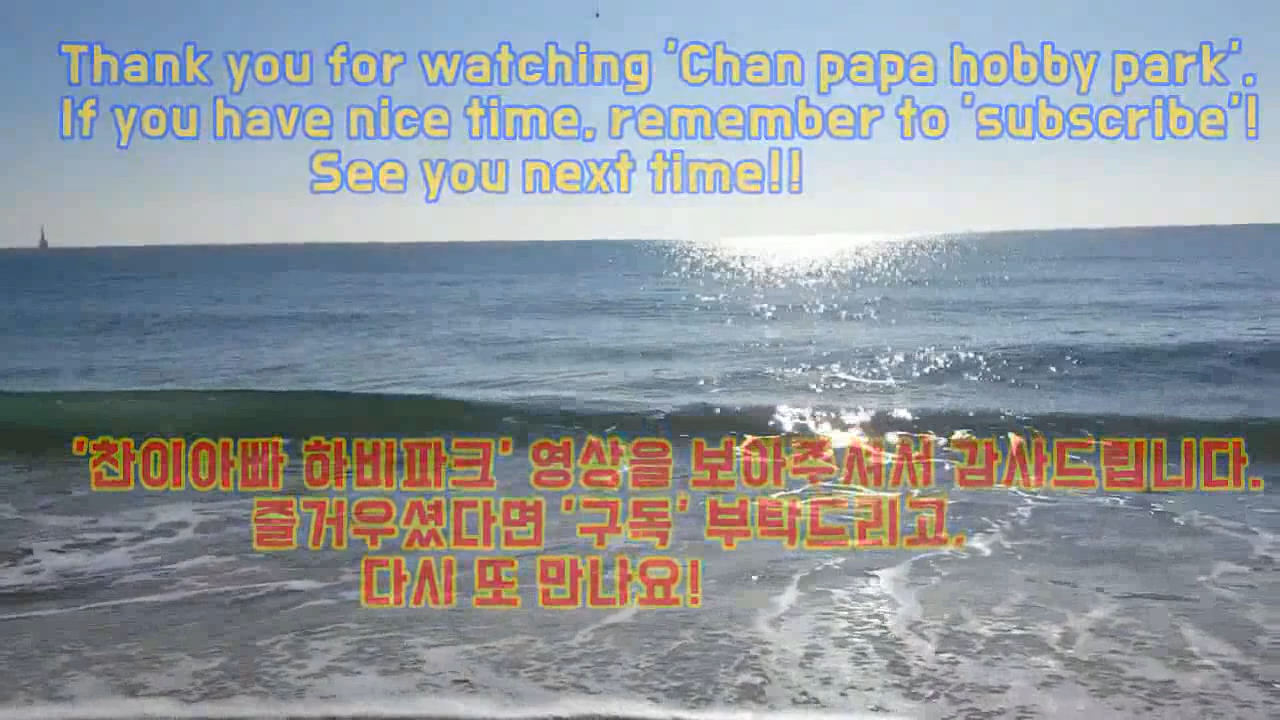 Thank you for watching 'Chan papa hobby park'.
If you have nice time, remember to 'subscribe'!
See you next time!!
'찬이아빠 하비파크' 영상을 보아주셔서 감사드립니다.
즐거우셨다면 '구독' 부탁드리고,
다시 또 만나요!